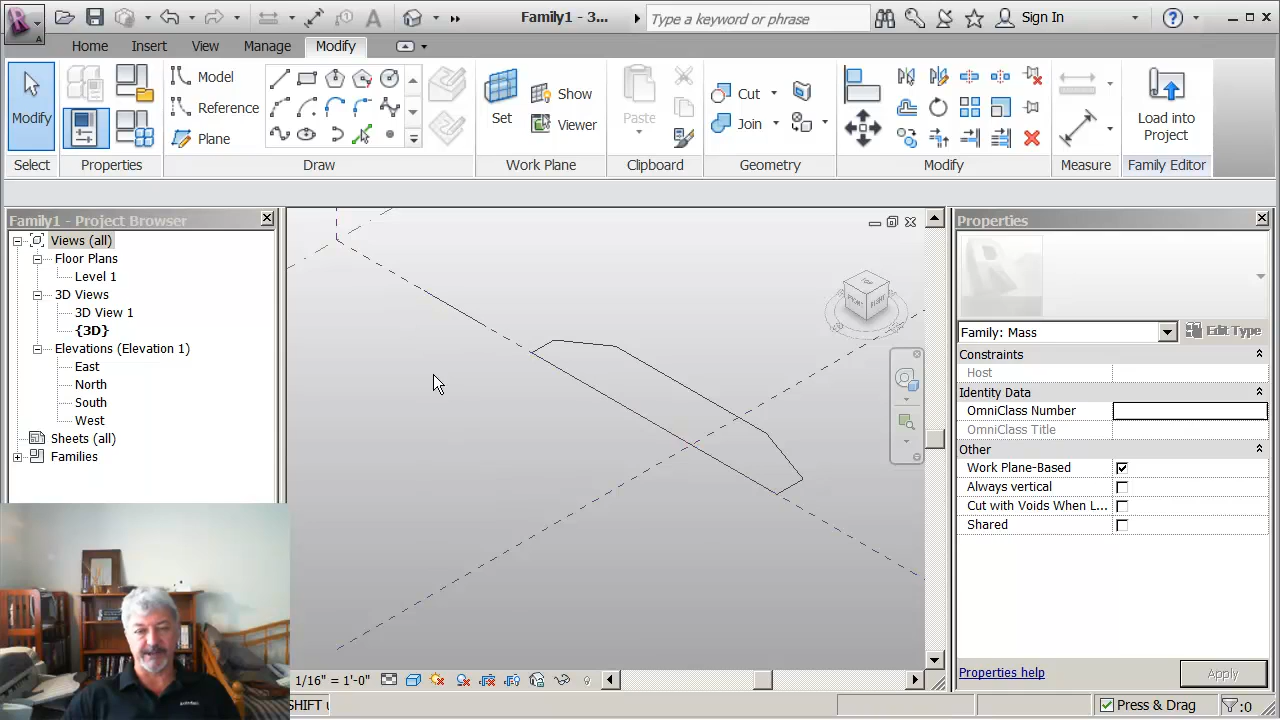 Family1 - 3...
Type a keyword or phrase
Sign In
Home
Insert
View
Manage
Modify
Modify
Select
Properties
Model
Reference
Plane
Draw
Set
Show
Viewer
Work Plane
Paste
Clipboard
Cut
Join
Geometry
Modify
Measure
Load into
Project
Family Editor
Family1 - Project Browser
Views (all)
Floor Plans
Level 1
3D Views
3D View 1
{3D}
Elevations (Elevation 1)
East
North
South
West
Sheets (all)
Families
TOP
FRONT
RIGHT
Properties
Family: Mass
Edit Type
Constraints
Host
Identity Data
OmniClass Number
OmniClass Title
Other
Work Plane-Based
Always vertical
Cut with Voids When L...
Shared
Properties help
Apply
1/16" = 1'-0"
SHIFT u
Press & Drag
:0